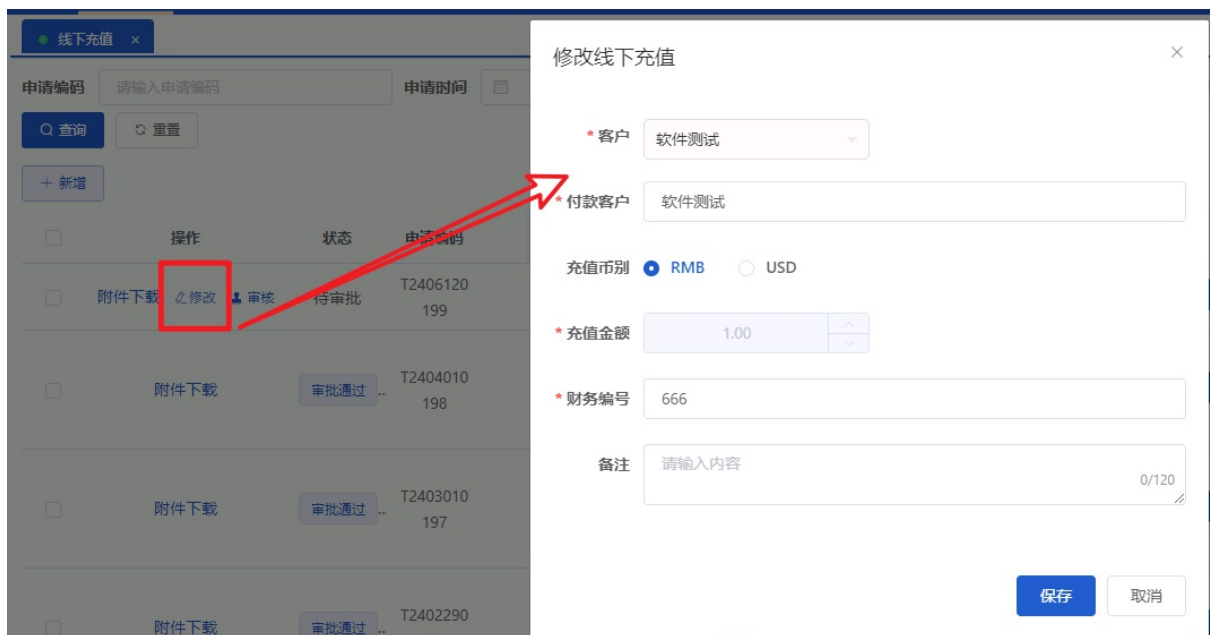 线下充值 ×
申请编码 请输入申请编码 申请时间
查询 重置
+ 新增
操作 状态 申请编码
附件下载 修改 审核 待审批 T2406120
199
附件下载 审批通过 .. T2404010
198
附件下载 审批通过 .. T2403010
197
附件下载 审批通过 .. T2402290
修改线下充值 ×
* 客户 软件测试
* 付款客户 软件测试
充值币别 RMB USD
* 充值金额 1.00
* 财务编号 666
备注 请输入内容
0/120
保存 取消